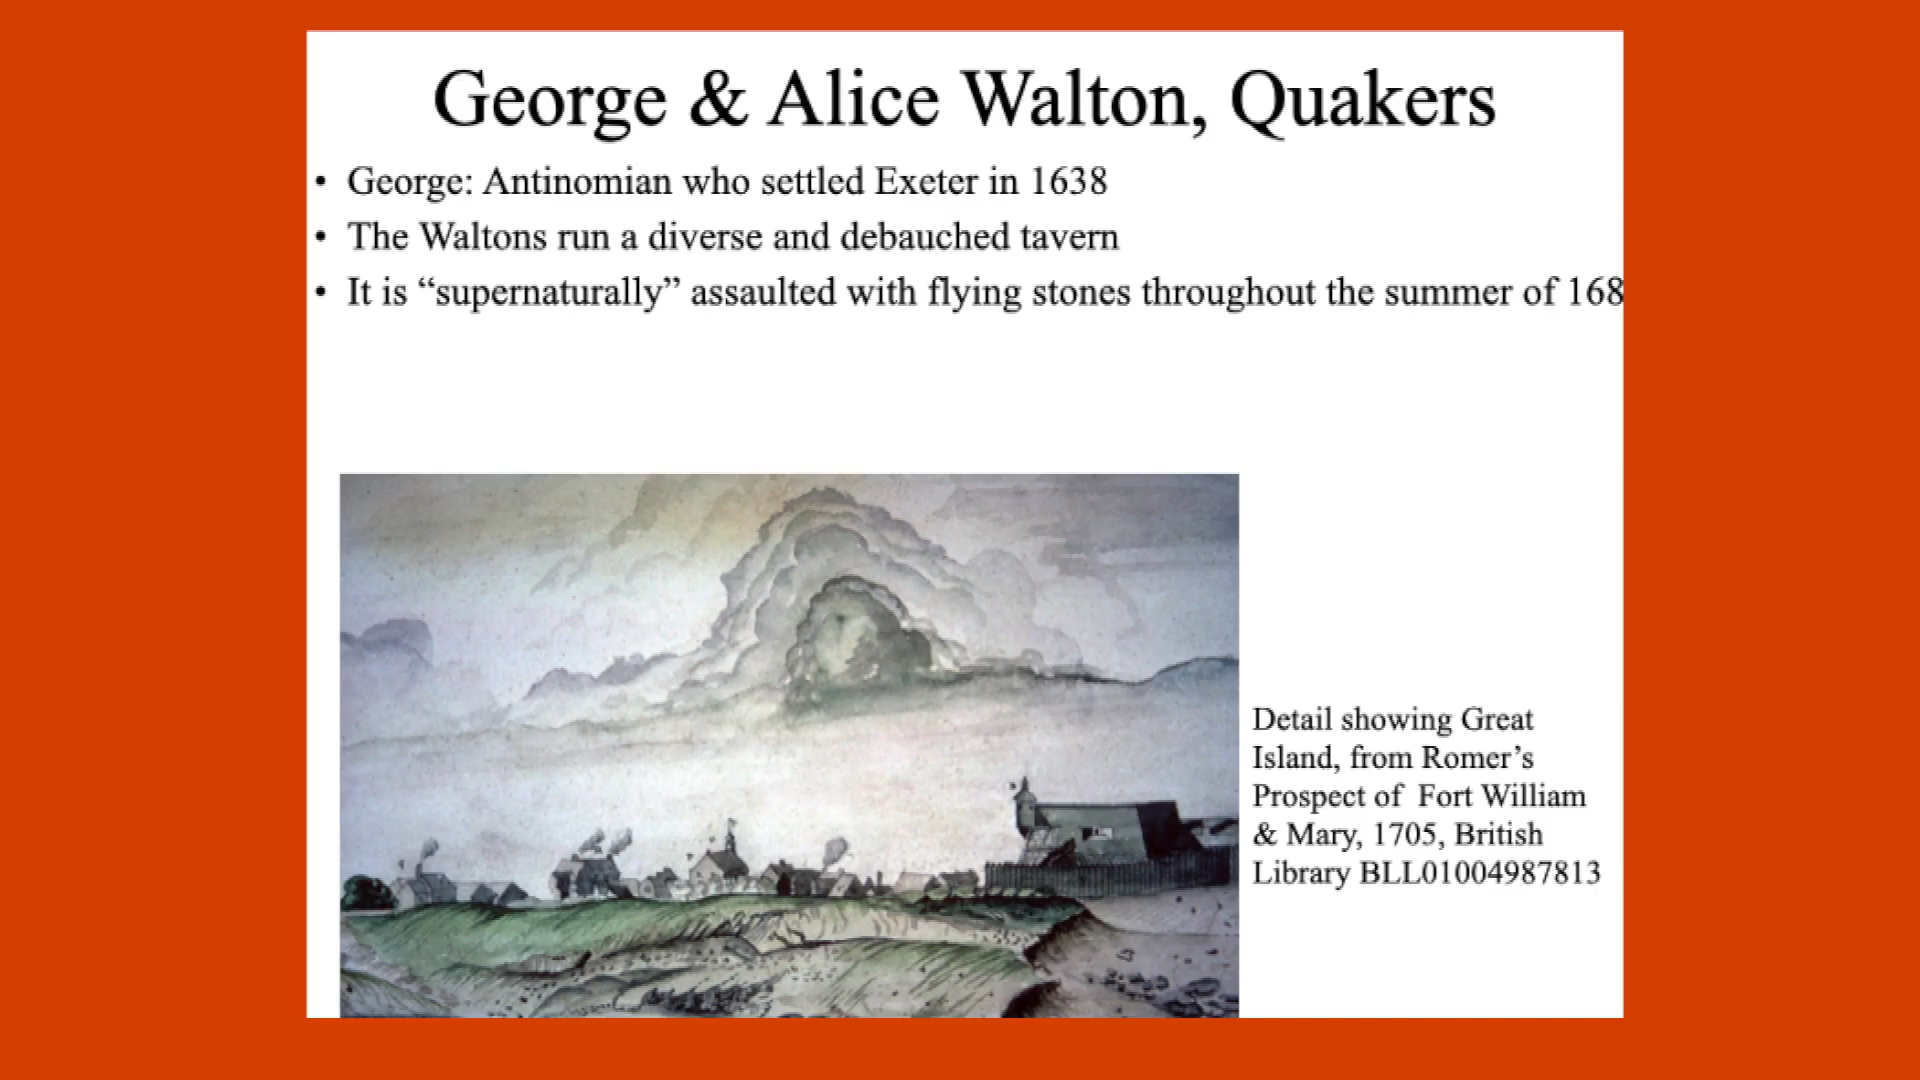 George & Alice Walton, Quakers
• George: Antinomian who settled Exeter in 1638
• The Waltons run a diverse and debauched tavern
• It is “supernaturally” assaulted with flying stones throughout the summer of 168
Detail showing Great
Island, from Romer’s
Prospect of Fort William
& Mary, 1705, British
Library BLL01004987813